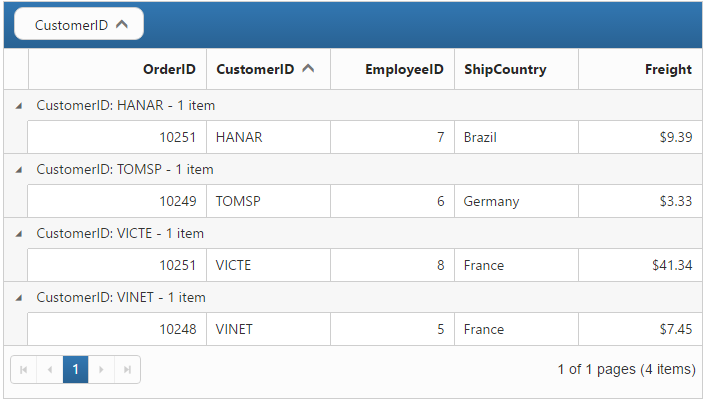 CustomerID
OrderID CustomerID EmployeeID ShipCountry Freight
CustomerID: HANAR - 1 item
10251 HANAR 7 Brazil $9.39
CustomerID: TOMSP - 1 item
10249 TOMSP 6 Germany $3.33
CustomerID: VICTE - 1 item
10251 VICTE 8 France $41.34
CustomerID: VINET - 1 item
10248 VINET 5 France $7.45
1 1 of 1 pages (4 items)